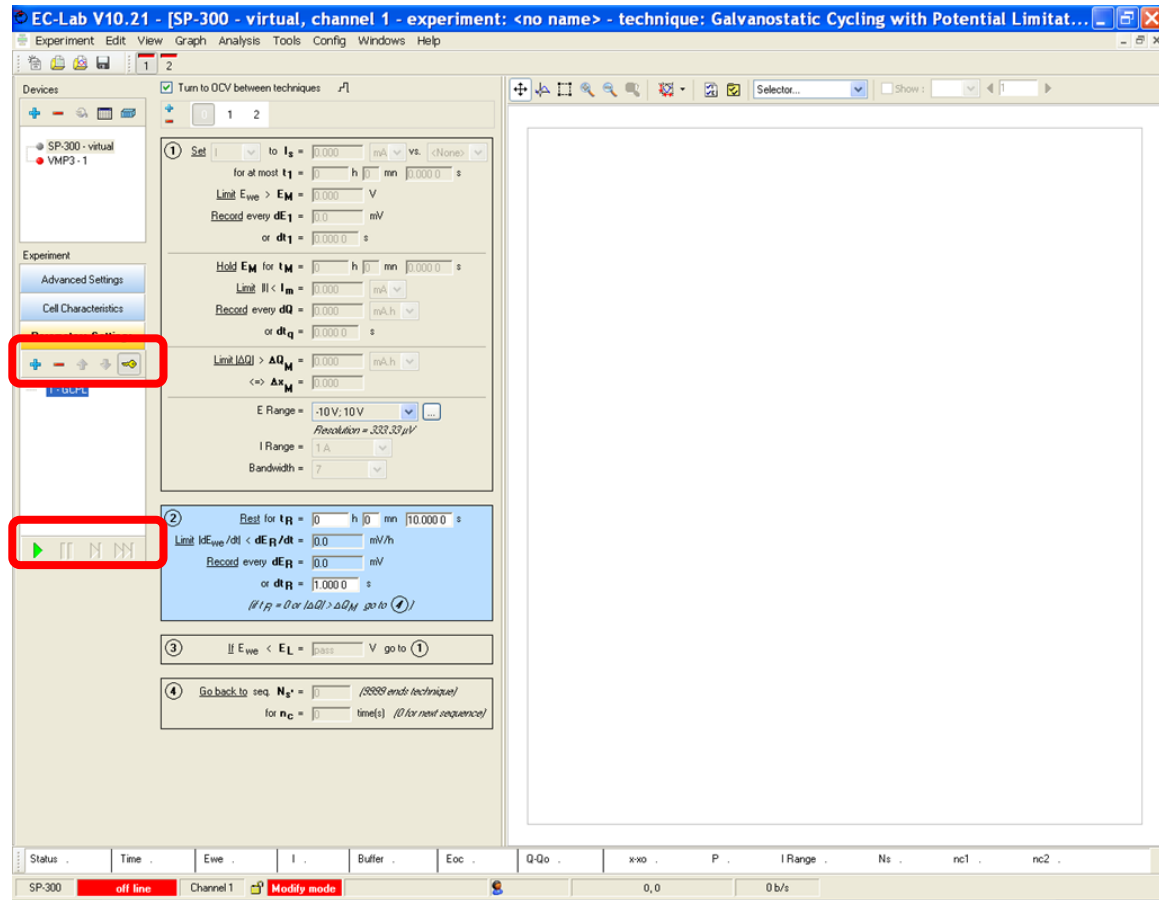 EC-Lab V10.21 - [SP-300 - virtual, channel 1 - experiment: <no name> - technique: Galvanostatic Cycling with Potential Limitat...
Experiment Edit View Graph Analysis Tools Config Windows Help
1 2
Devices
SP-300 - virtual
VMP3 - 1
Experiment
Advanced Settings
Cell Characteristics
1 - GCPL
Turn to OCV between techniques
0 1 2
1 Set I to Is = 0.000 mA vs. <None>
for at most t1 = 0 h 0 mn 0.000 0 s
Limit Ewe > EM = 0.000 V
Record every dE1 = 0.0 mV
or dt1 = 0.000 0 s
Hold EM for tM = 0 h 0 mn 0.000 0 s
Limit |I| < Im = 0.000 mA
Record every dQ = 0.000 mA.h
or dtq = 0.000 0 s
Limit |ΔQ| > ΔQM = 0.000 mA.h
<=> ΔxM = 0.000
E Range = -10 V; 10 V ...
Resolution = 333.33 µV
I Range = 1 A
Bandwidth = 7
2 Rest for tR = 0 h 0 mn 10.000 0 s
Limit |dEwe/dt| < dER/dt = 0.0 mV/h
Record every dER = 0.0 mV
or dtR = 1.000 0 s
(if tR = 0 or |ΔQ| > ΔQM go to 4)
3 If Ewe < EL = pass V go to 1
4 Go back to seq. Ns' = 0 (9999 ends technique)
for nc = 0 time(s) (0 for next sequence)
Selector... Show : 1
Status . Time . Ewe . I . Buffer . Eoc . Q-Qo . x-xo . P . I Range . Ns . nc1 . nc2 .
SP-300 off line Channel 1 Modify mode 0, 0 0 b/s